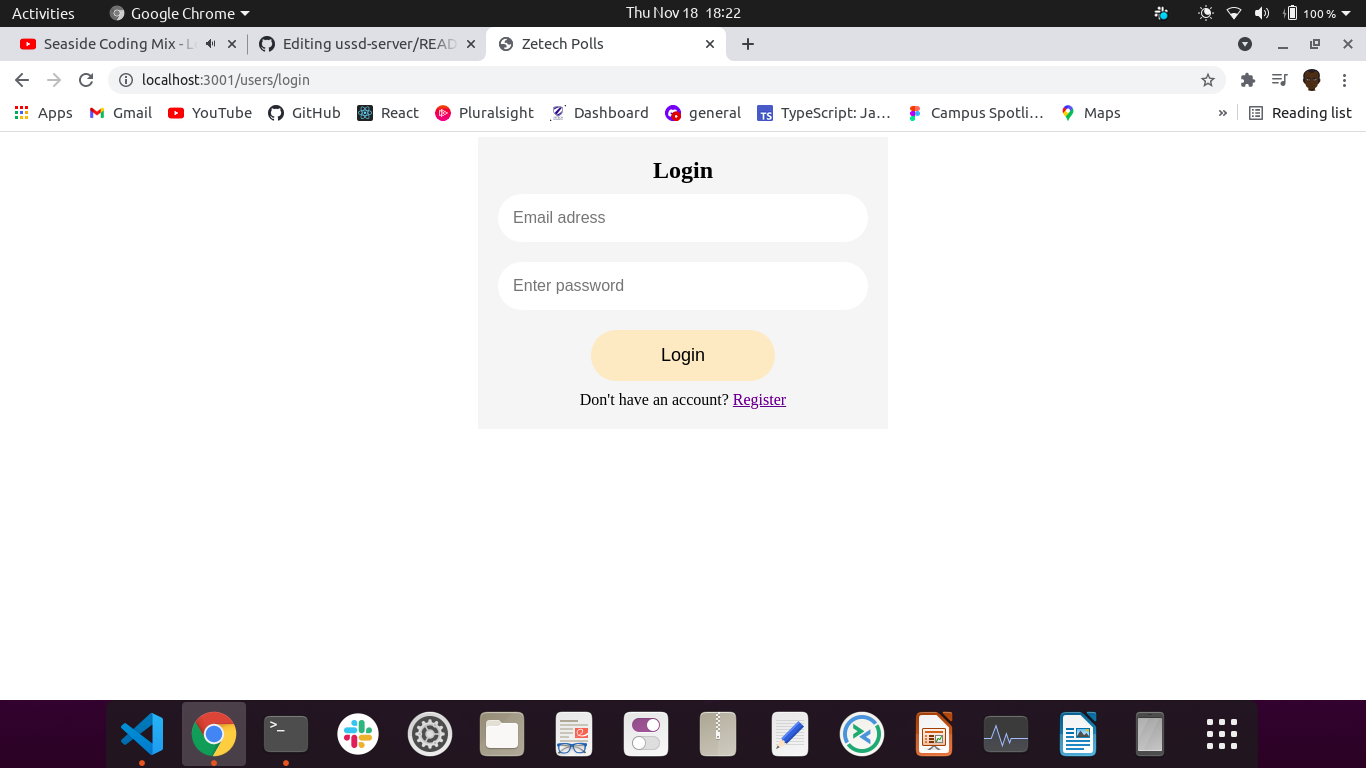 Activities Google Chrome Thu Nov 18 18:22 100 %
Seaside Coding Mix - L Editing ussd-server/READ Zetech Polls
localhost:3001/users/login
Apps Gmail YouTube GitHub React Pluralsight Dashboard general TypeScript: Ja… Campus Spotli… Maps » Reading list
Login
Email adress
Enter password
Login
Don't have an account? Register